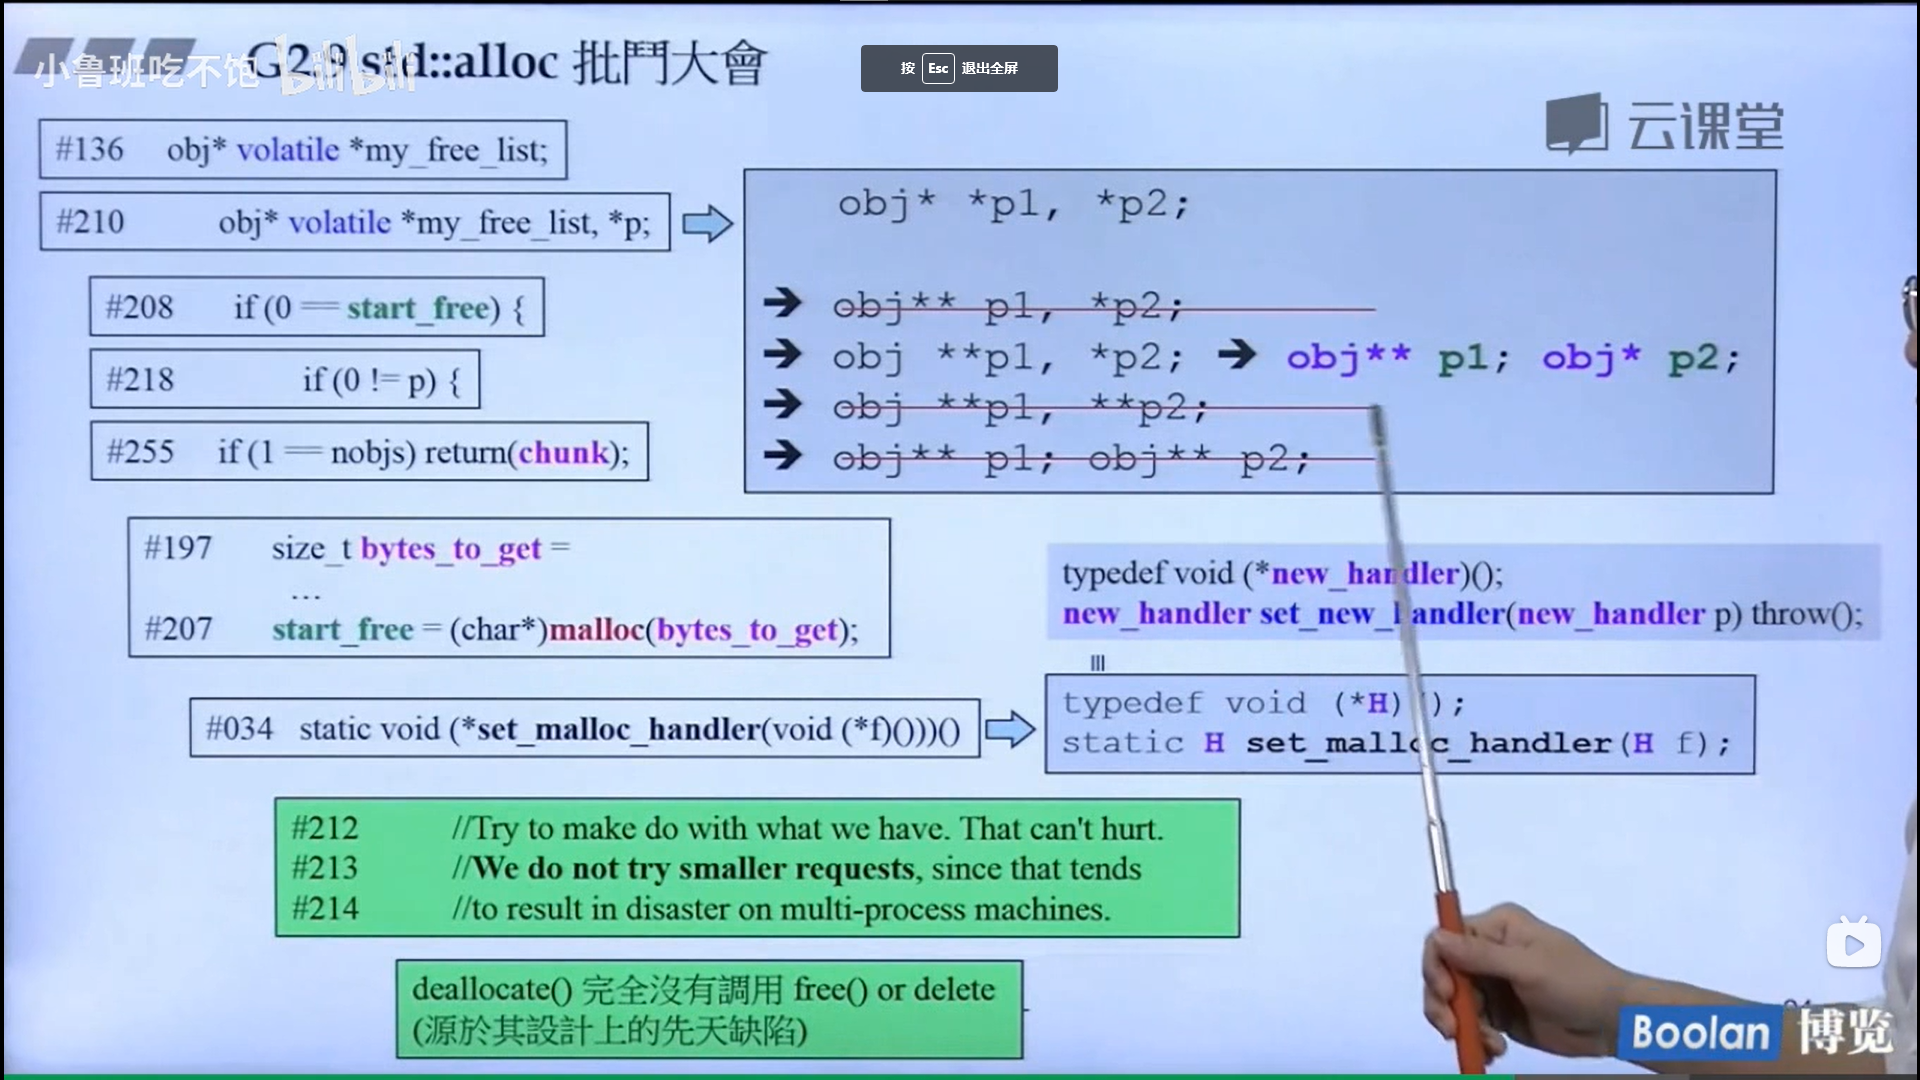 G2.9 std::alloc 批鬥大會
小鲁班吃不饱 bilibili
按 Esc 退出全屏
云课堂
#136 obj* volatile *my_free_list;
#210 obj* volatile *my_free_list, *p;
#208 if (0 == start_free) {
#218 if (0 != p) {
#255 if (1 == nobjs) return(chunk);
obj* *p1, *p2;
➔ obj** p1, *p2;
➔ obj **p1, *p2; ➔ obj** p1; obj* p2;
➔ obj **p1, **p2;
➔ obj** p1; obj** p2;
#197 size_t bytes_to_get =
…
#207 start_free = (char*)malloc(bytes_to_get);
typedef void (*new_handler)();
new_handler set_new_handler(new_handler p) throw();
#034 static void (*set_malloc_handler(void (*f)()))()
typedef void (*H)();
static H set_malloc_handler(H f);
#212 //Try to make do with what we have. That can't hurt.
#213 //We do not try smaller requests, since that tends
#214 //to result in disaster on multi-process machines.
deallocate() 完全沒有調用 free() or delete
(源於其設計上的先天缺陷)
Boolan 博览